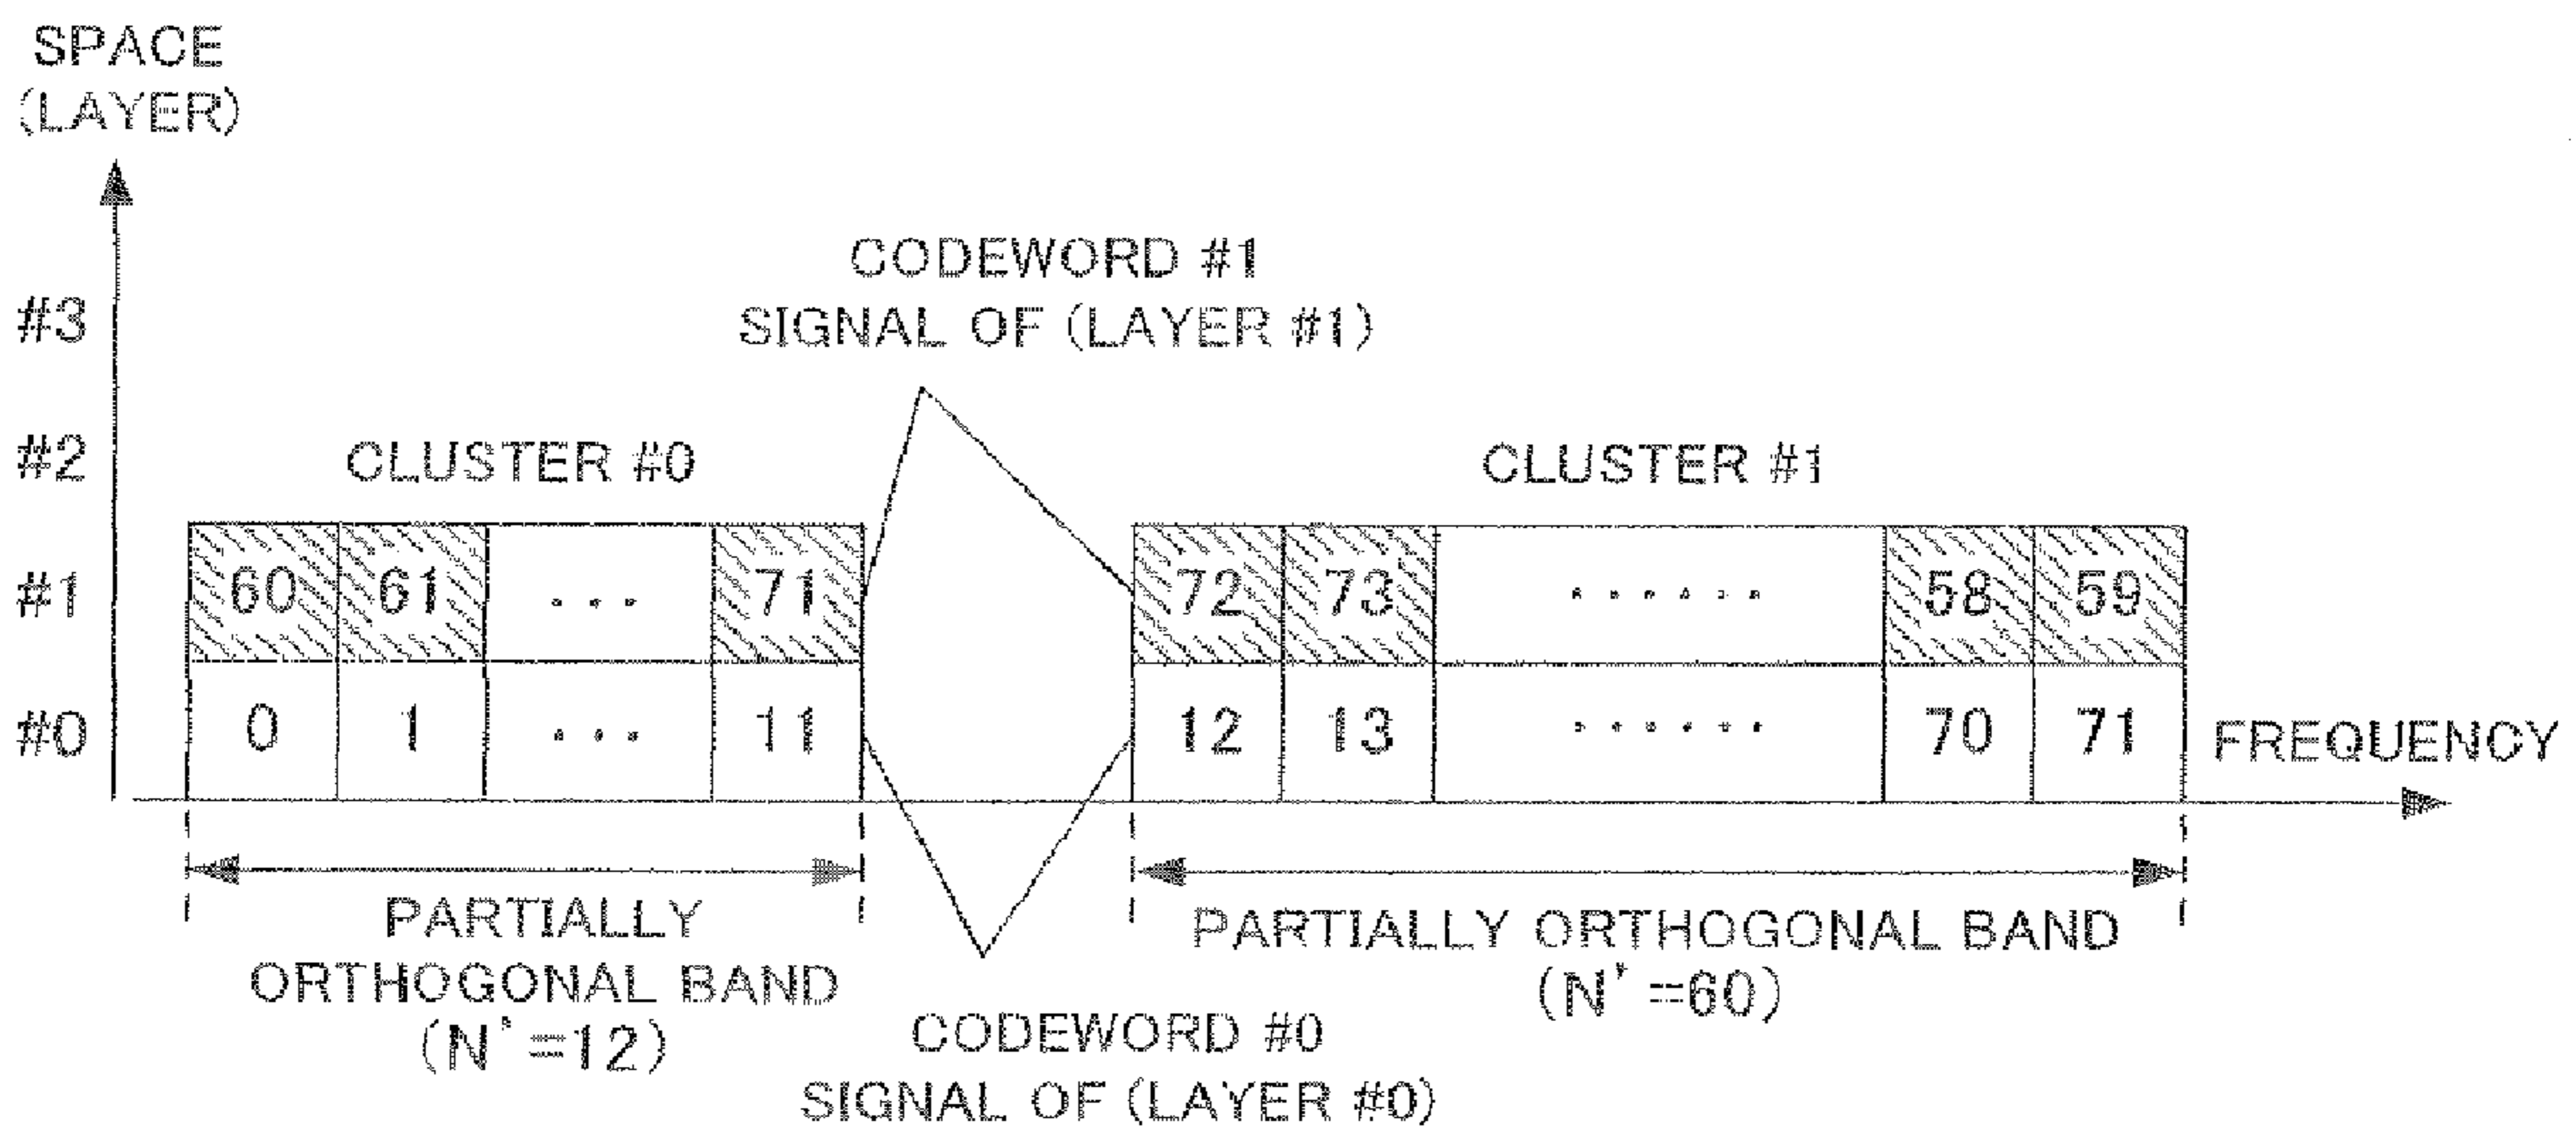 SPACE
(LAYER)
CODEWORD #1
SIGNAL OF (LAYER #1)
#3
#2
CLUSTER #0
CLUSTER #1
#1
60 61 ... 71
72 73 ...... 58 59
#0
0 1 ... 11
12 13 ...... 70 71
FREQUENCY
PARTIALLY
ORTHOGONAL BAND
(N'=12)
PARTIALLY ORTHOGONAL BAND
(N'=60)
CODEWORD #0
SIGNAL OF (LAYER #0)